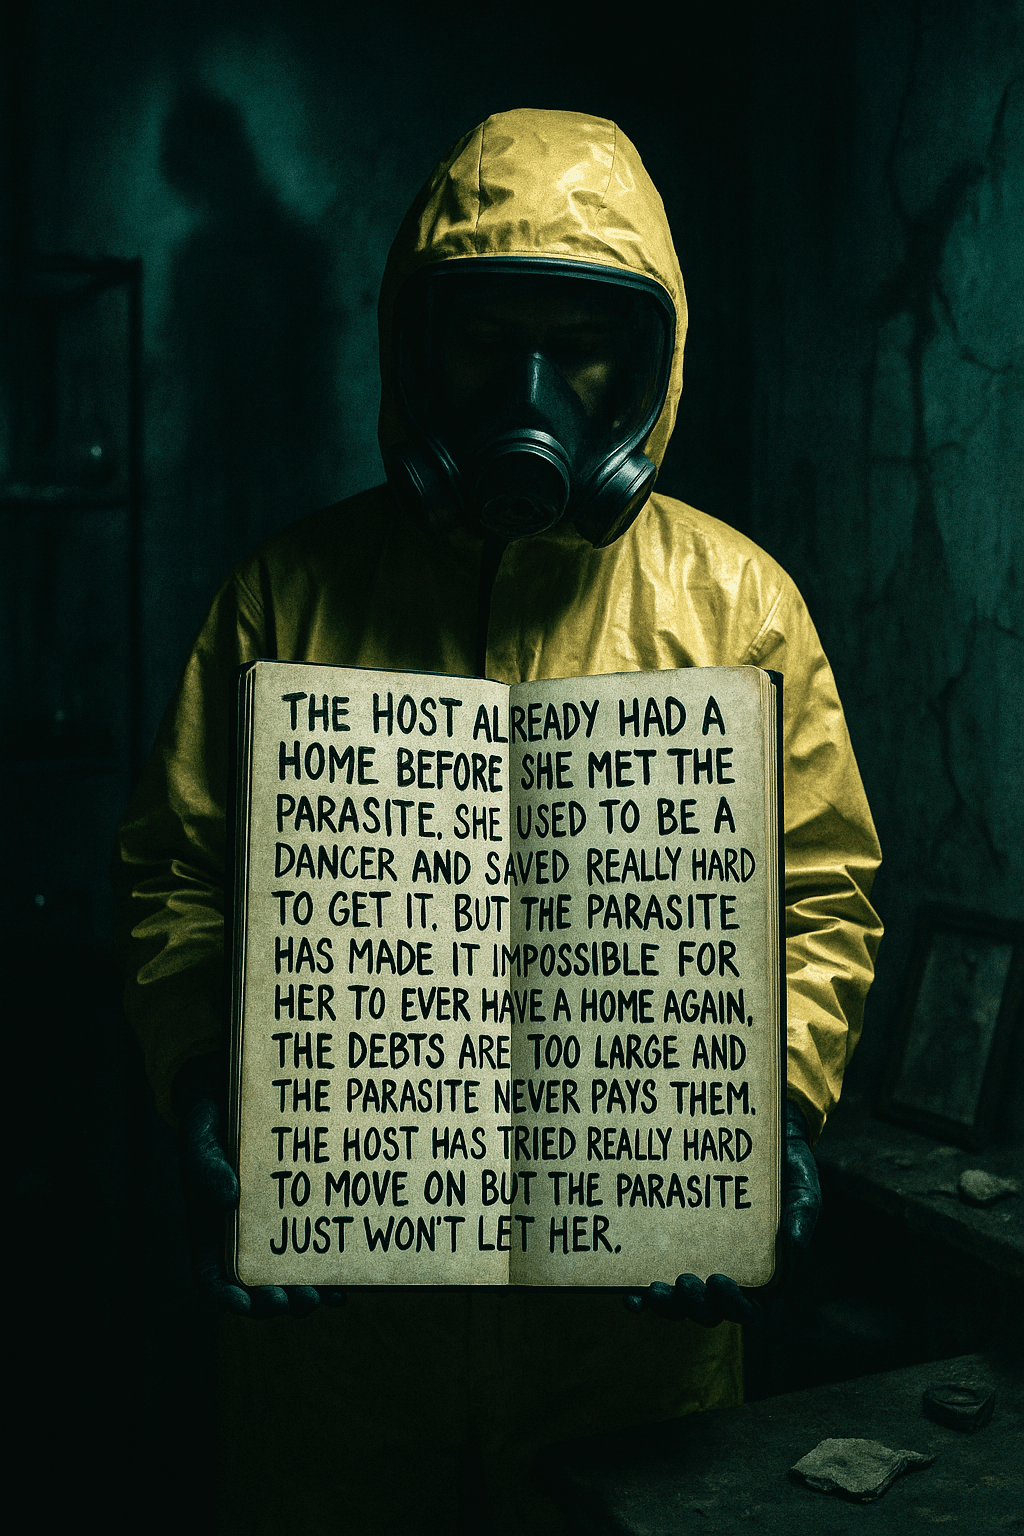 THE HOST ALREADY HAD A
HOME BEFORE SHE MET THE
PARASITE. SHE USED TO BE A
DANCER AND SAVED REALLY HARD
TO GET IT. BUT THE PARASITE
HAS MADE IT IMPOSSIBLE FOR
HER TO EVER HAVE A HOME AGAIN.
THE DEBTS ARE TOO LARGE AND
THE PARASITE NEVER PAYS THEM.
THE HOST HAS TRIED REALLY HARD
TO MOVE ON BUT THE PARASITE
JUST WON'T LET HER.